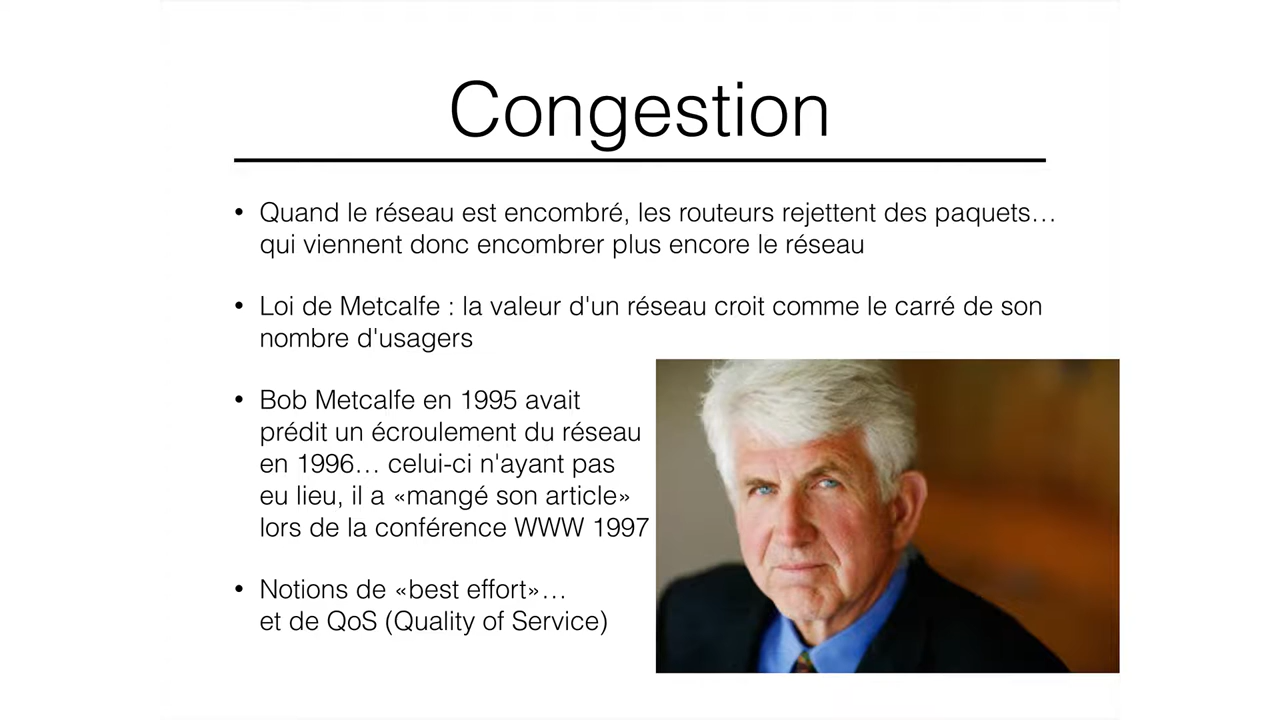 Congestion
• Quand le réseau est encombré, les routeurs rejettent des paquets…
qui viennent donc encombrer plus encore le réseau
• Loi de Metcalfe : la valeur d'un réseau croit comme le carré de son
nombre d'usagers
• Bob Metcalfe en 1995 avait
prédit un écroulement du réseau
en 1996… celui-ci n'ayant pas
eu lieu, il a «mangé son article»
lors de la conférence WWW 1997
• Notions de «best effort»…
et de QoS (Quality of Service)